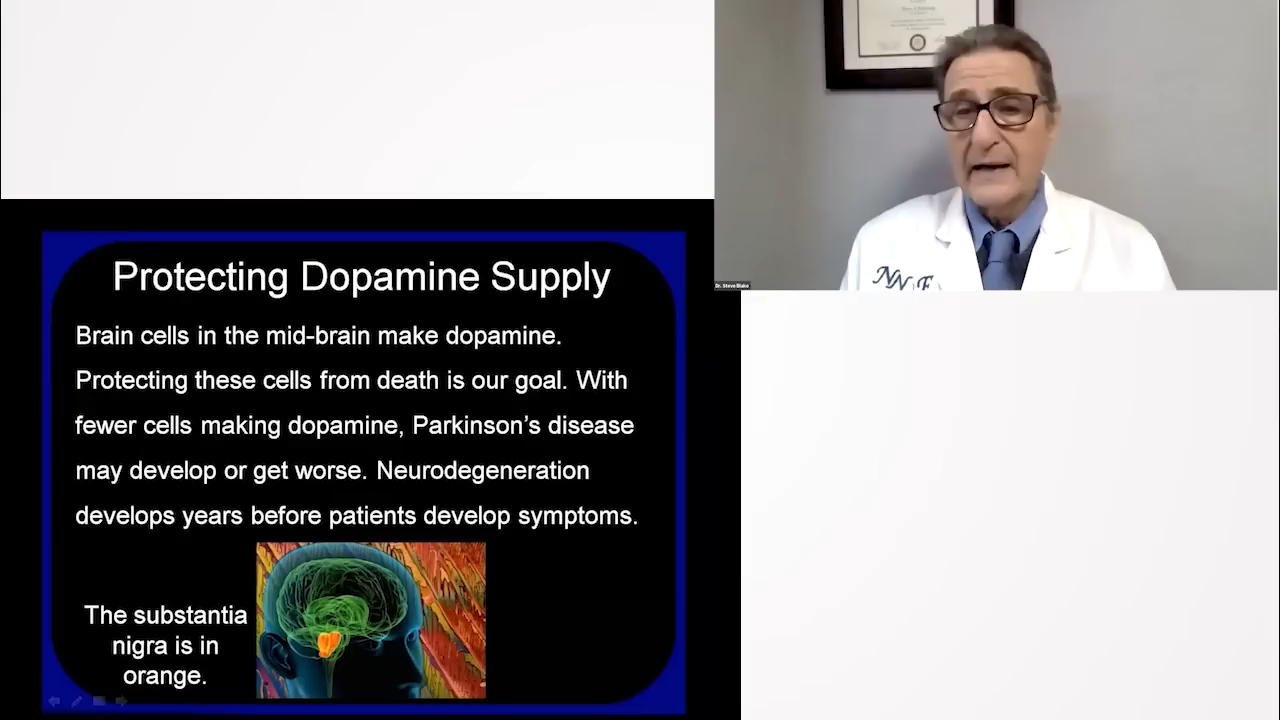 Protecting Dopamine Supply
Brain cells in the mid-brain make dopamine.
Protecting these cells from death is our goal. With
fewer cells making dopamine, Parkinson’s disease
may develop or get worse. Neurodegeneration
develops years before patients develop symptoms.
The substantia
nigra is in
orange.
Dr. Steve Blake